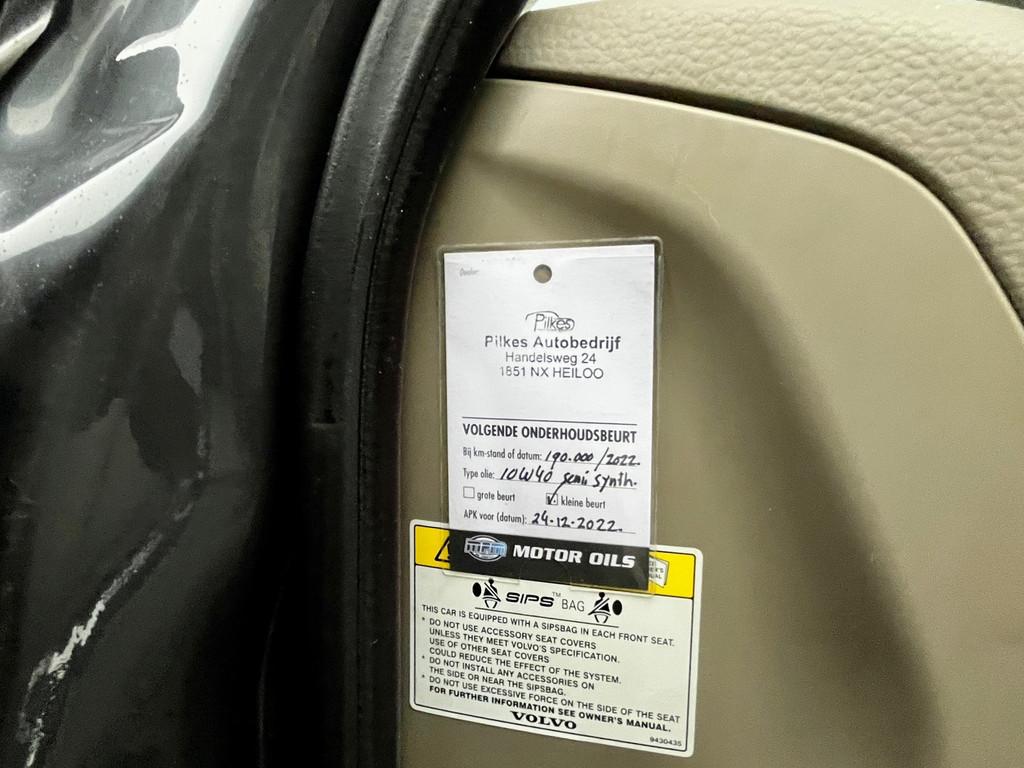 Dealer:
Pilkes
Pilkes Autobedrijf
Handelsweg 24
1851 NX HEILOO
VOLGENDE ONDERHOUDSBEURT
Bij km-stand of datum: 190.000 / 2022.
Type olie: 10W40 semi synth.
grote beurt kleine beurt
APK voor (datum): 24-12-2022.
MOTOR OILS
SIPS™ BAG
THIS CAR IS EQUIPPED WITH A SIPSBAG IN EACH FRONT SEAT.
* DO NOT USE ACCESSORY SEAT COVERS
UNLESS THEY MEET VOLVO'S SPECIFICATION.
USE OF OTHER SEAT COVERS
COULD REDUCE THE EFFECT OF THE SYSTEM.
* DO NOT INSTALL ANY ACCESSORIES ON
THE SIDE OR NEAR THE SIPSBAG.
* DO NOT USE EXCESSIVE FORCE ON THE SIDE OF THE SEAT
FOR FURTHER INFORMATION SEE OWNER'S MANUAL.
VOLVO
9430435